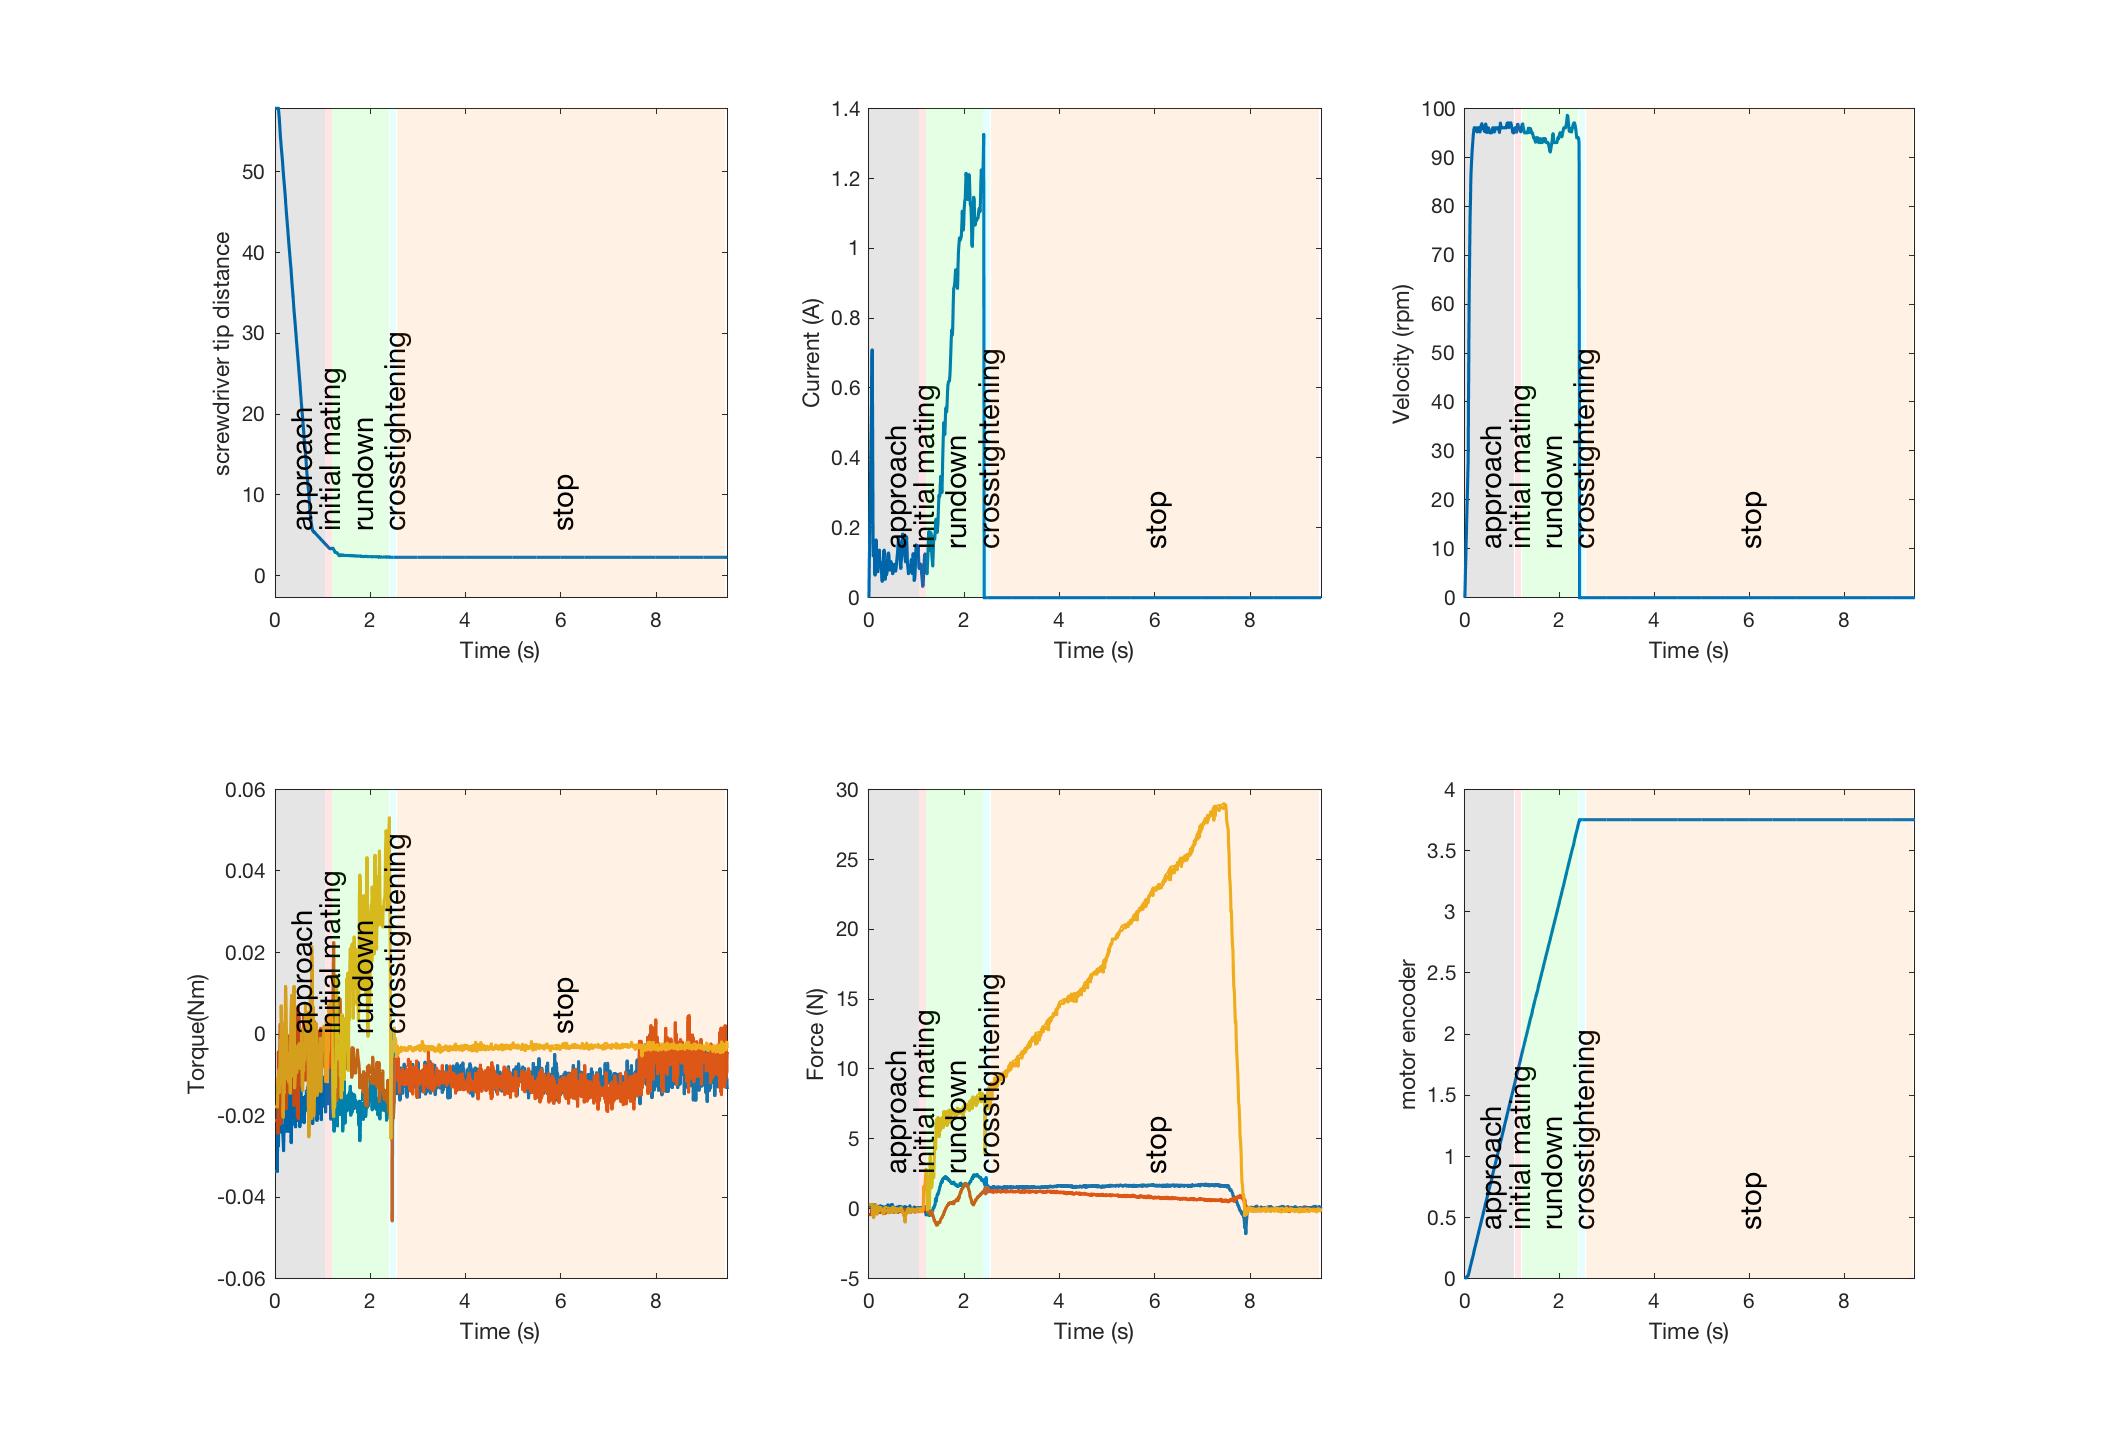 50
40
30
20
10
0
screwdriver tip distance
approach
initial mating
rundown
crosstightening
stop
0 2 4 6 8
Time (s)
1.4
1.2
1
0.8
0.6
0.4
0.2
0
Current (A)
approach
initial mating
rundown
crosstightening
stop
0 2 4 6 8
Time (s)
100
90
80
70
60
50
40
30
20
10
0
Velocity (rpm)
approach
initial mating
rundown
crosstightening
stop
0 2 4 6 8
Time (s)
0.06
0.04
0.02
0
-0.02
-0.04
-0.06
Torque(Nm)
approach
initial mating
rundown
crosstightening
stop
0 2 4 6 8
Time (s)
30
25
20
15
10
5
0
-5
Force (N)
approach
initial mating
rundown
crosstightening
stop
0 2 4 6 8
Time (s)
4
3.5
3
2.5
2
1.5
1
0.5
0
motor encoder
approach
initial mating
rundown
crosstightening
stop
0 2 4 6 8
Time (s)